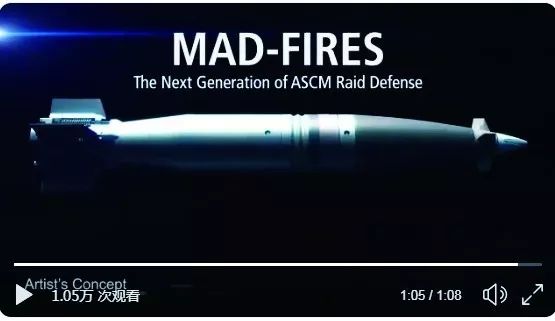 MAD-FIRES
The Next Generation of ASCM Raid Defense
Artist's Concept
1.05万 次观看
1:05 / 1:08